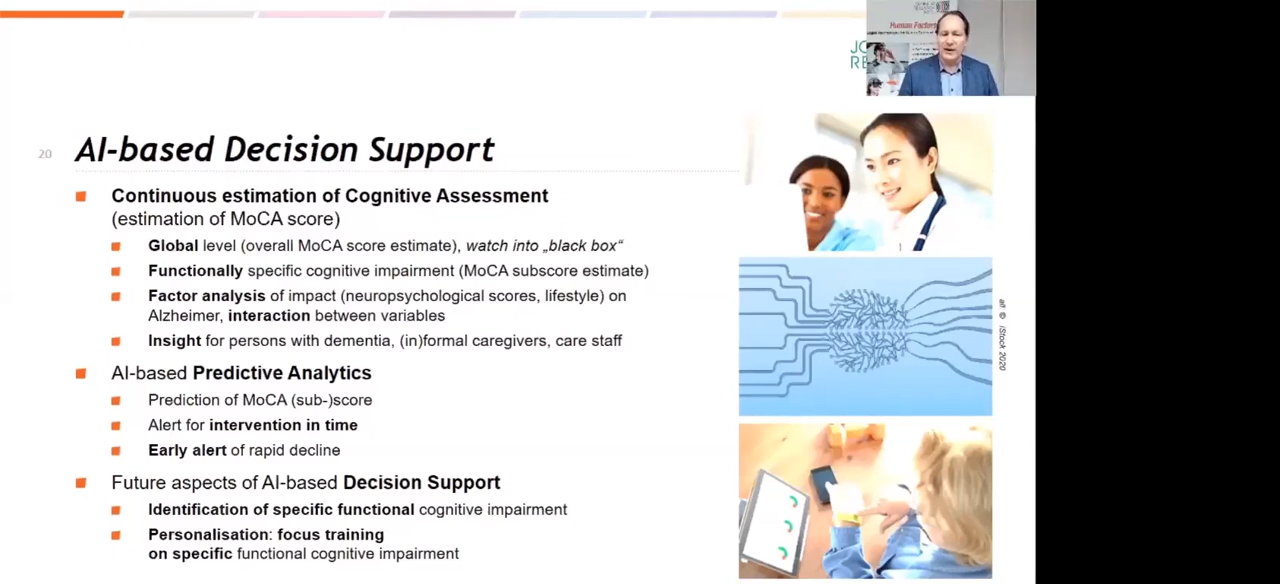 JO
RE
Human Factors
20
AI-based Decision Support
Continuous estimation of Cognitive Assessment
(estimation of MoCA score)
Global level (overall MoCA score estimate), watch into „black box“
Functionally specific cognitive impairment (MoCA subscore estimate)
Factor analysis of impact (neuropsychological scores, lifestyle) on
Alzheimer, interaction between variables
Insight for persons with dementia, (in)formal caregivers, care staff
AI-based Predictive Analytics
Prediction of MoCA (sub-)score
Alert for intervention in time
Early alert of rapid decline
Future aspects of AI-based Decision Support
Identification of specific functional cognitive impairment
Personalisation: focus training
on specific functional cognitive impairment
all © iStock 2020